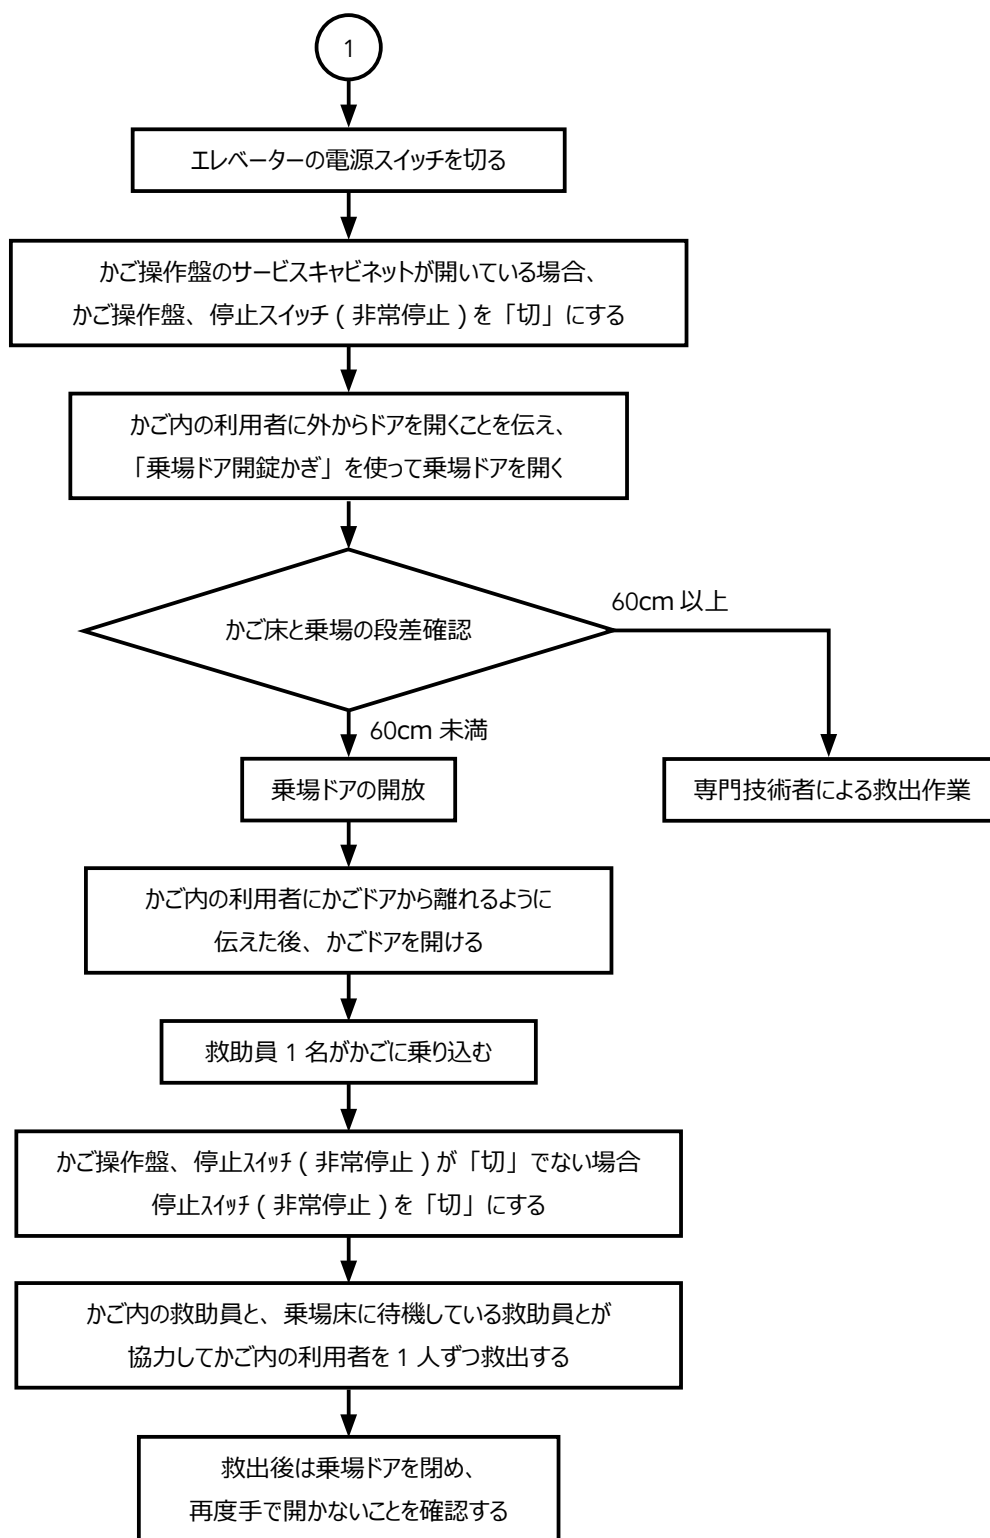 1
エレベーターの電源スイッチを切る
かご操作盤のサービスキャビネットが開いている場合、
かご操作盤、停止スイッチ ( 非常停止 ) を「切」にする
かご内の利用者に外からドアを開くことを伝え、
「乗場ドア開錠かぎ」を使って乗場ドアを開く
かご床と乗場の段差確認
60cm 以上
60cm 未満
乗場ドアの開放
専門技術者による救出作業
かご内の利用者にかごドアから離れるように
伝えた後、かごドアを開ける
救助員 1 名がかごに乗り込む
かご操作盤、停止ｽｲｯﾁ ( 非常停止 ) が「切」でない場合
停止ｽｲｯﾁ ( 非常停止 ) を「切」にする
かご内の救助員と、乗場床に待機している救助員とが
協力してかご内の利用者を 1 人ずつ救出する
救出後は乗場ドアを閉め、
再度手で開かないことを確認する